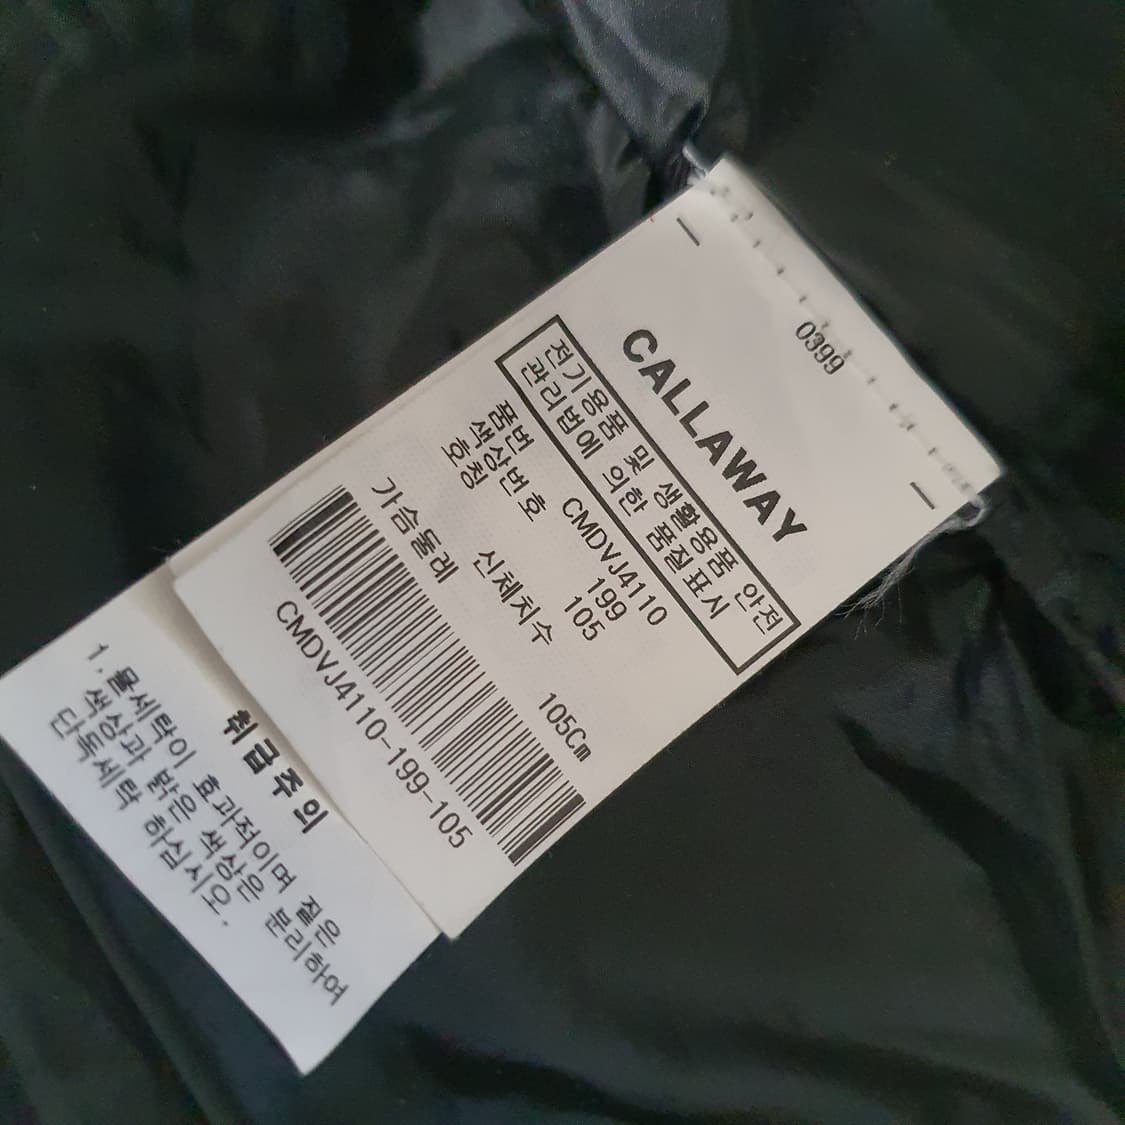 0399
CALLAWAY
전기용품 및 생활용품 안전
관리법에 의한 품질표시
품번 CMDVJ4110
색상번호 199
호칭 105
신체치수
가슴둘레 105Cm
CMDVJ4110-199-105
취급주의
1. 물세탁이 효과적이며 짙은
색상과 밝은 색상은 분리하여
단독세탁 하십시오.